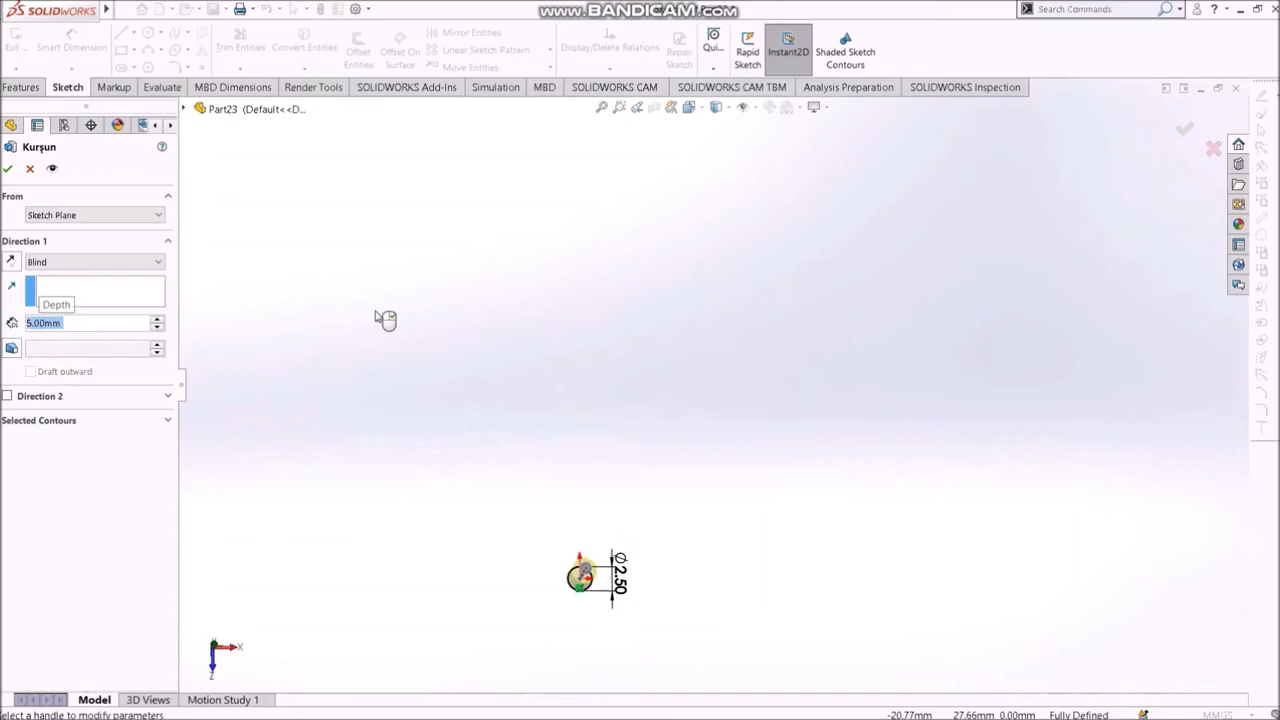 SOLIDWORKS
www.BANDICAM.com
Search Commands
?
Exit...
Smart Dimension
Trim Entities
Convert Entities
Offset Entities
Offset On Surface
Mirror Entities
Linear Sketch Pattern
Move Entities
Display/Delete Relations
Repair Sketch
Qui...
Rapid Sketch
Instant2D
Shaded Sketch Contours
Features
Sketch
Markup
Evaluate
MBD Dimensions
Render Tools
SOLIDWORKS Add-Ins
Simulation
MBD
SOLIDWORKS CAM
SOLIDWORKS CAM TBM
Analysis Preparation
SOLIDWORKS Inspection
Part23 (Default<<D...
Kurşun
From
Sketch Plane
Direction 1
Blind
Depth
5.00mm
Draft outward
Direction 2
Selected Contours
Ø2.50
X
Z
Model
3D Views
Motion Study 1
Select a handle to modify parameters
-20.77mm 27.66mm 0.00mm Fully Defined
MMGS